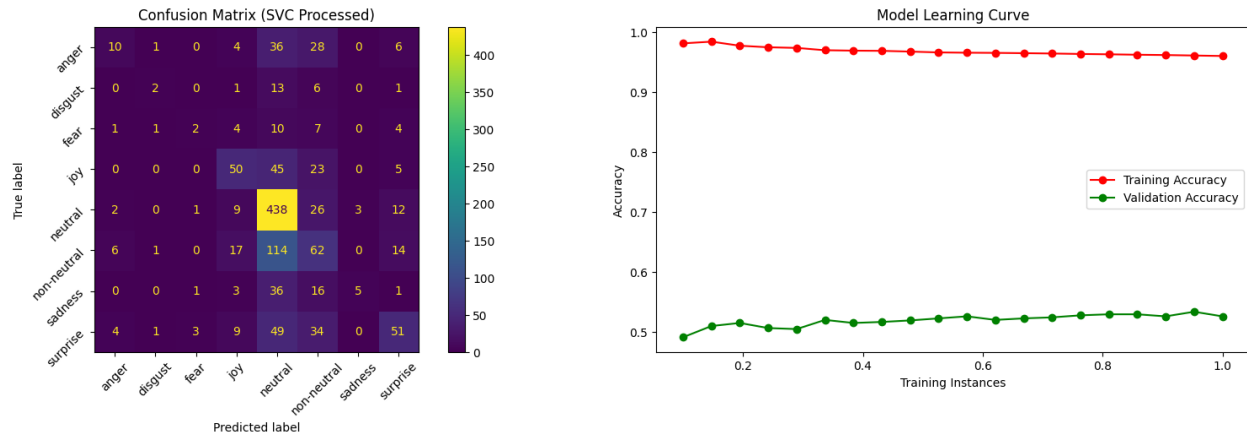 Confusion Matrix (SVC Processed)
True label
anger 10 1 0 4 36 28 0 6
disgust 0 2 0 1 13 6 0 1
fear 1 1 2 4 10 7 0 4
joy 0 0 0 50 45 23 0 5
neutral 2 0 1 9 438 26 3 12
non-neutral 6 1 0 17 114 62 0 14
sadness 0 0 1 3 36 16 5 1
surprise 4 1 3 9 49 34 0 51
anger disgust fear joy neutral non-neutral sadness surprise
Predicted label
400
350
300
250
200
150
100
50
0
Model Learning Curve
Accuracy
1.0
0.9
0.8
0.7
0.6
0.5
Training Accuracy
Validation Accuracy
0.2 0.4 0.6 0.8 1.0
Training Instances